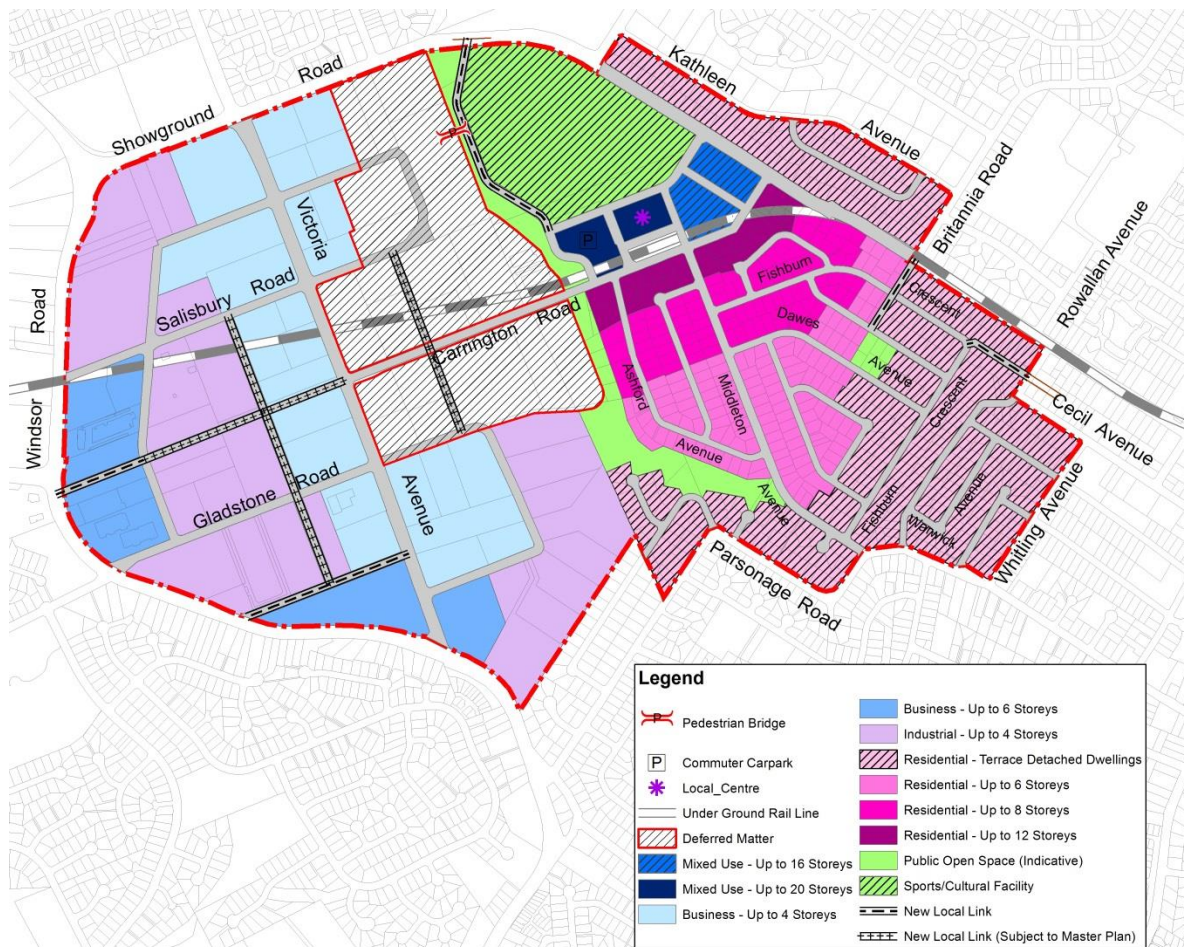 Kathleen
Avenue
Showground Road
P
Britannia Road
Rowallan Avenue
Victoria
Avenue
Road
Windsor
Salisbury Road
P
Carrington Road
Fishburn
Crescent
Dawes
Avenue
Crescent
Cecil Avenue
Ashford
Avenue
Middleton
Avenue
Gladstone Road
Fishburn
Warwick
Avenue
Whitling Avenue
Parsonage Road
Legend
P
Pedestrian Bridge
P
Commuter Carpark
Local_Centre
Under Ground Rail Line
Deferred Matter
Mixed Use - Up to 16 Storeys
Mixed Use - Up to 20 Storeys
Business - Up to 4 Storeys
Business - Up to 6 Storeys
Industrial - Up to 4 Storeys
Residential - Terrace Detached Dwellings
Residential - Up to 6 Storeys
Residential - Up to 8 Storeys
Residential - Up to 12 Storeys
Public Open Space (Indicative)
Sports/Cultural Facility
New Local Link
New Local Link (Subject to Master Plan)